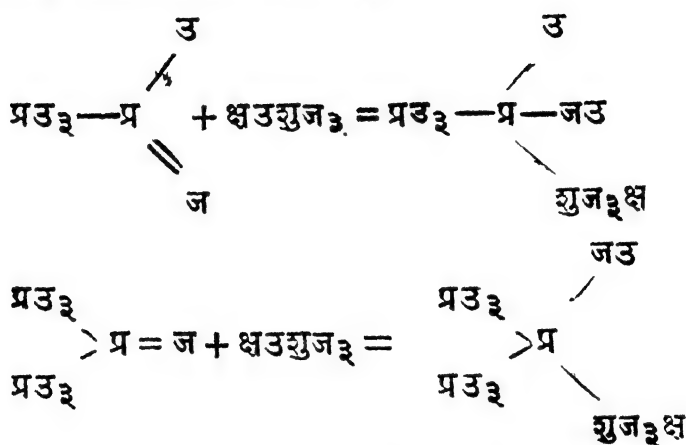 उ उ
प्रउ₃—प्र + क्षउशुज₃ = प्रउ₃—प्र—जउ
ज शुज₃क्ष
जउ
प्रउ₃ प्रउ₃
>प्र = ज + क्षउशुज₃ = >प्र
प्रउ₃ प्रउ₃
शुज₃क्ष